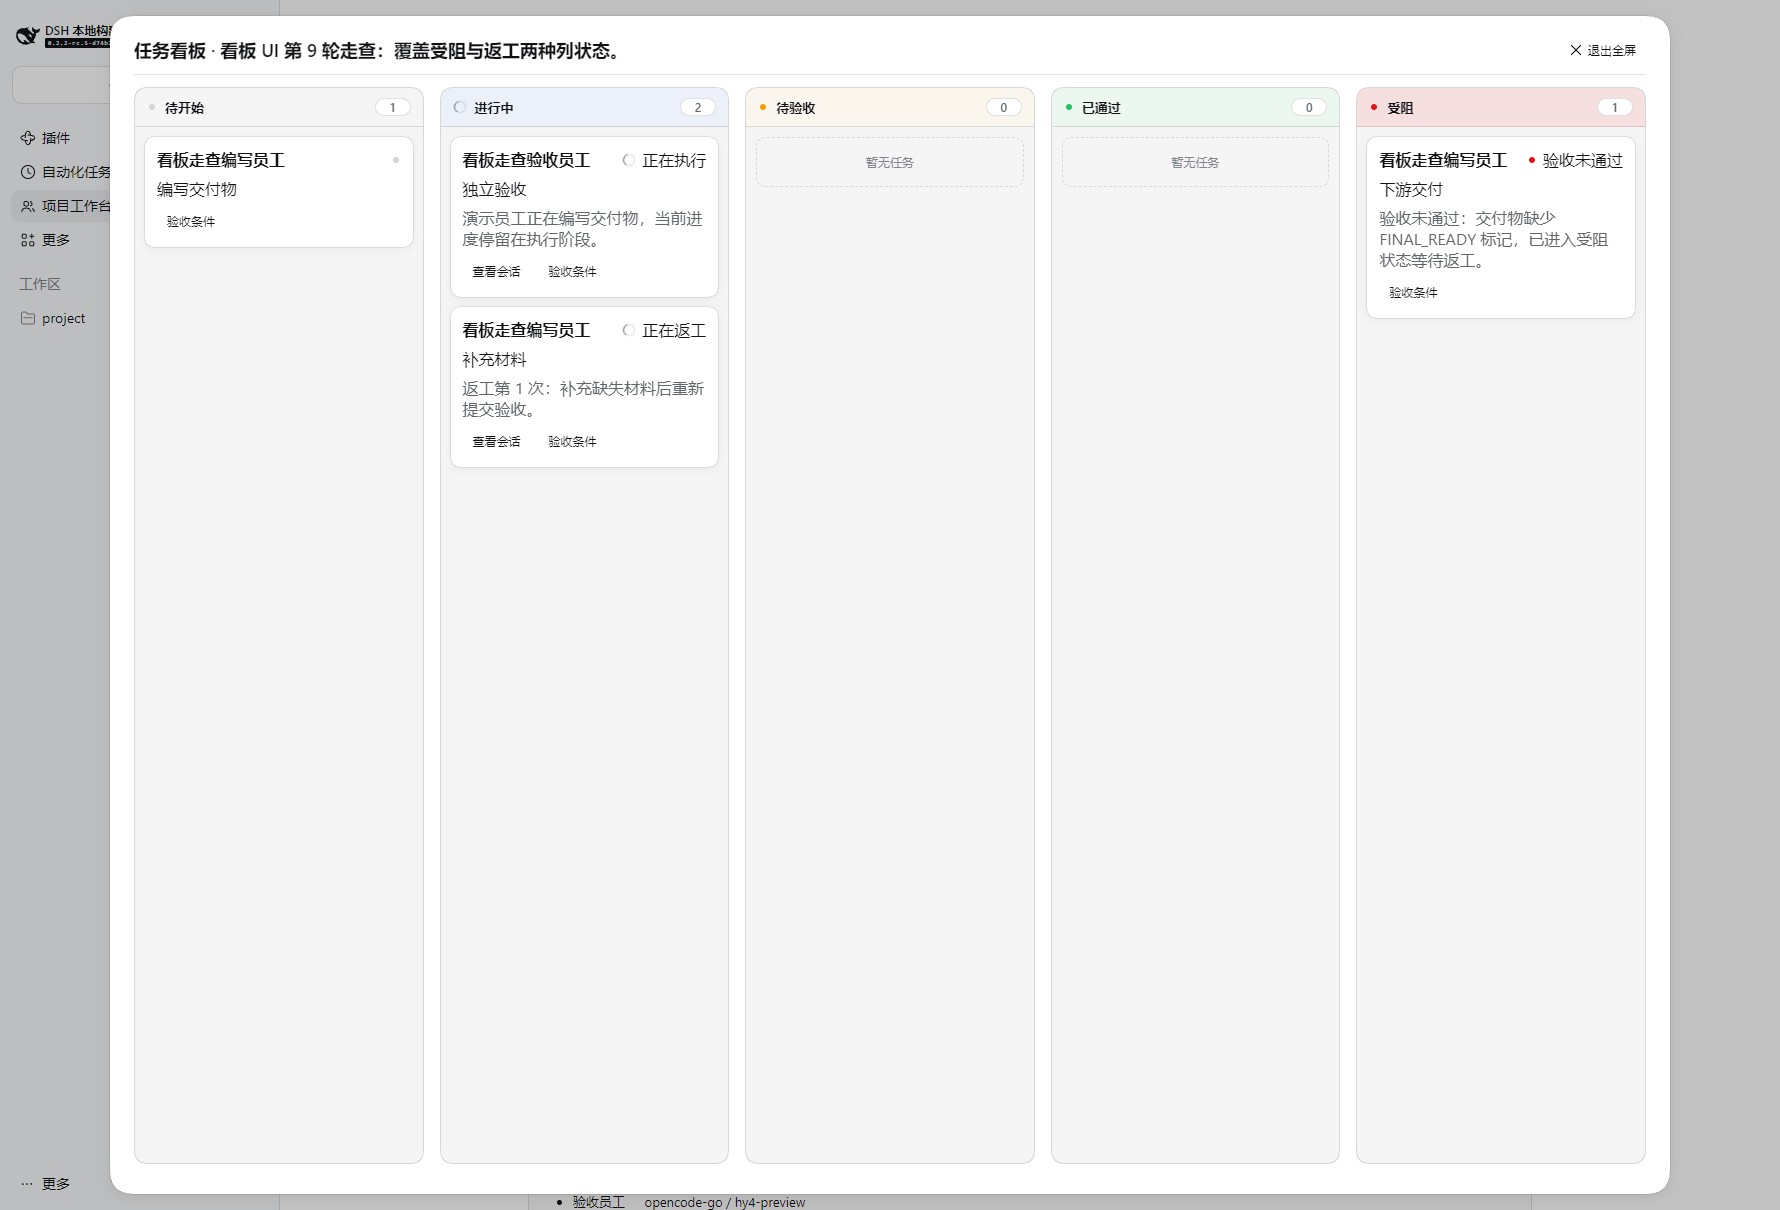 DSH 本地构
任务看板 · 看板 UI 第 9 轮走查：覆盖受阻与返工两种列状态。
退出全屏
插件
自动化任务
项目工作台
更多
工作区
project
更多
待开始 1
看板走查编写员工
编写交付物
验收条件
进行中 2
看板走查验收员工 正在执行
独立验收
演示员工正在编写交付物，当前进
度停留在执行阶段。
查看会话 验收条件
看板走查编写员工 正在返工
补充材料
返工第 1 次：补充缺失材料后重新
提交验收。
查看会话 验收条件
待验收 0
暂无任务
已通过 0
暂无任务
受阻 1
看板走查编写员工 验收未通过
下游交付
验收未通过：交付物缺少
FINAL_READY 标记，已进入受阻
状态等待返工。
验收条件
验收员工 opencode-go / hy4-preview